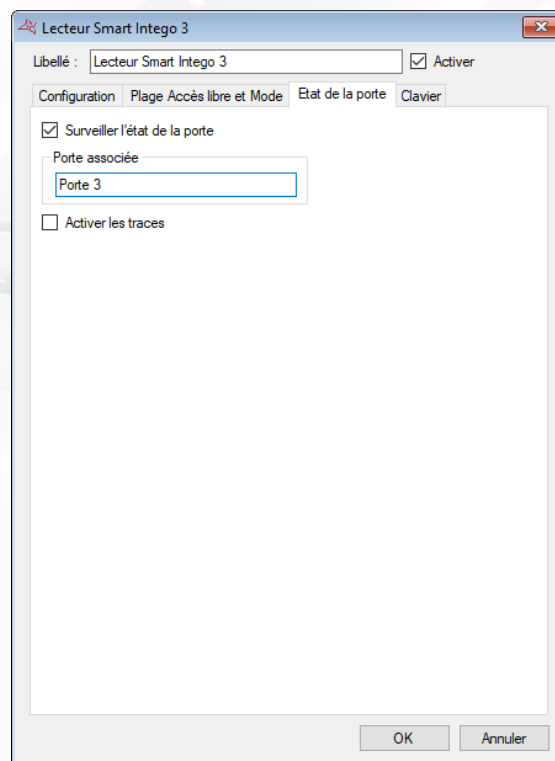 Lecteur Smart Intego 3
Libellé : Lecteur Smart Intego 3 Activer
Configuration Plage Accès libre et Mode Etat de la porte Clavier
Surveiller l'état de la porte
Porte associée
Porte 3
Activer les traces
OK Annuler